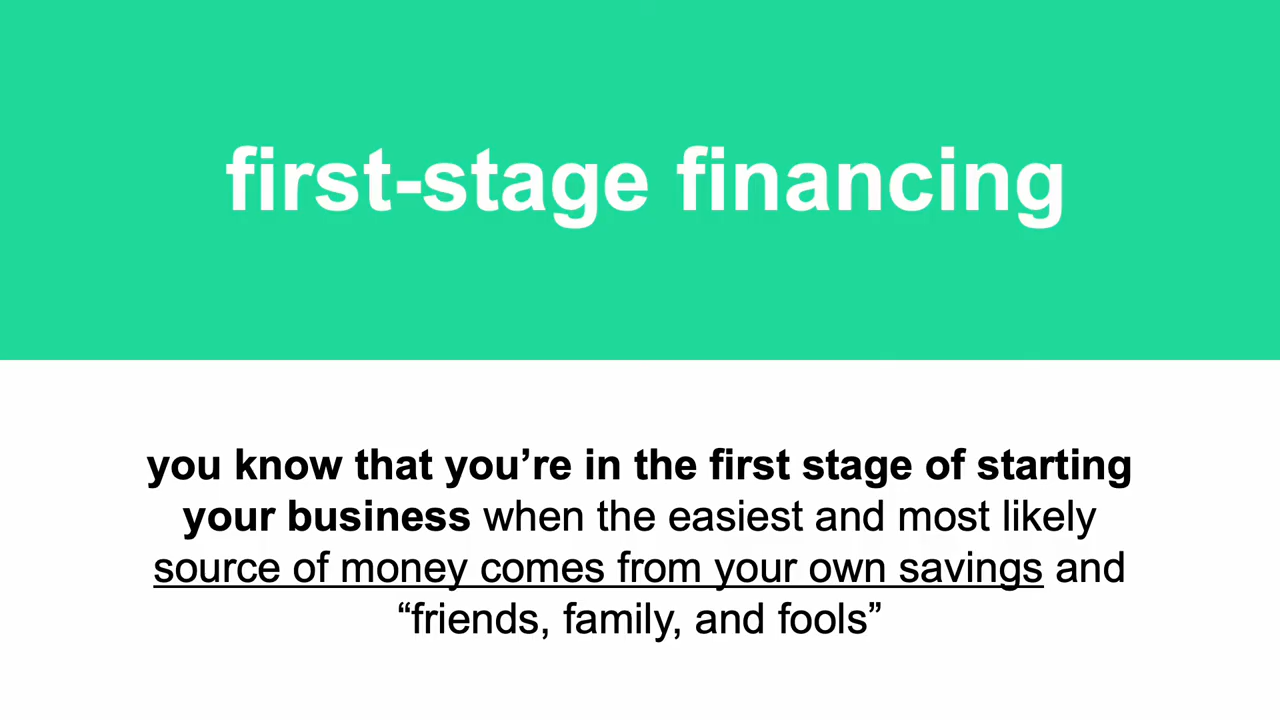 first-stage financing
you know that you’re in the first stage of starting
your business when the easiest and most likely
source of money comes from your own savings and
“friends, family, and fools”